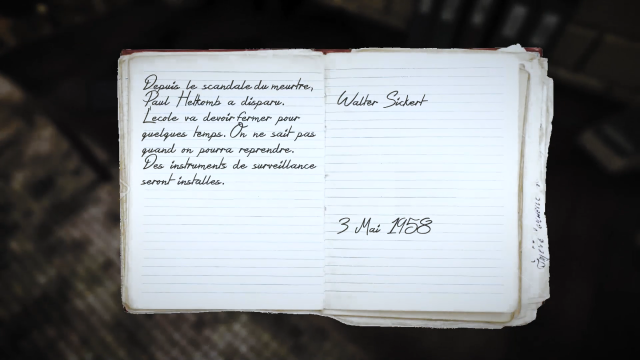 Depuis le scandale du meurtre,
Paul Helkomb a disparu.
L'ecole va devoir fermer pour
quelques temps. On ne sait pas
quand on pourra reprendre.
Des instruments de surveillance
seront installes.
Walter Sickert
3 Mai 1958